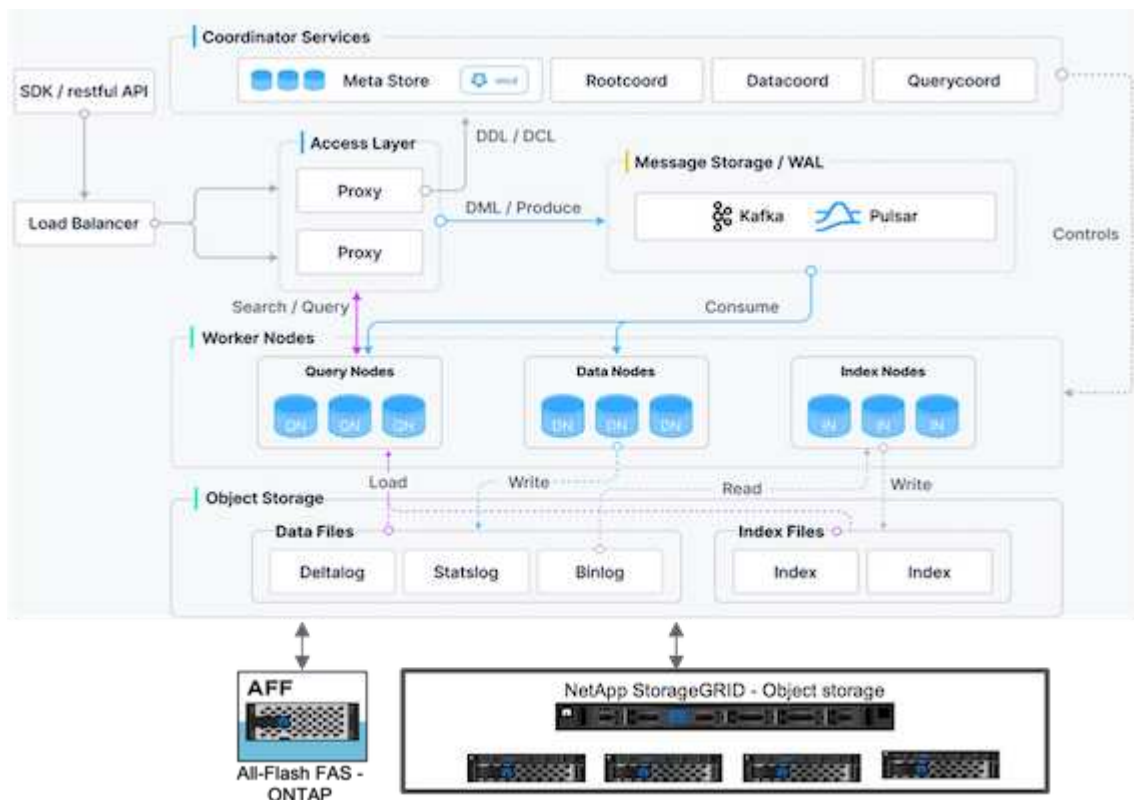 Coordinator Services
SDK / restful API
Meta Store
Rootcoord
Datacoord
Querycoord
Access Layer
DDL / DCL
Message Storage / WAL
Proxy
Load Balancer
DML / Produce
Kafka
Pulsar
Controls
Proxy
Search / Query
Consume
Worker Nodes
Query Nodes
Data Nodes
Index Nodes
QN QN QN
DN DN DN
IN IN IN
Load
Write
Read
Write
Object Storage
Data Files
Index Files
Deltalog
Statslog
Binlog
Index
Index
AFF
NetApp StorageGRID - Object storage
All-Flash FAS -
ONTAP